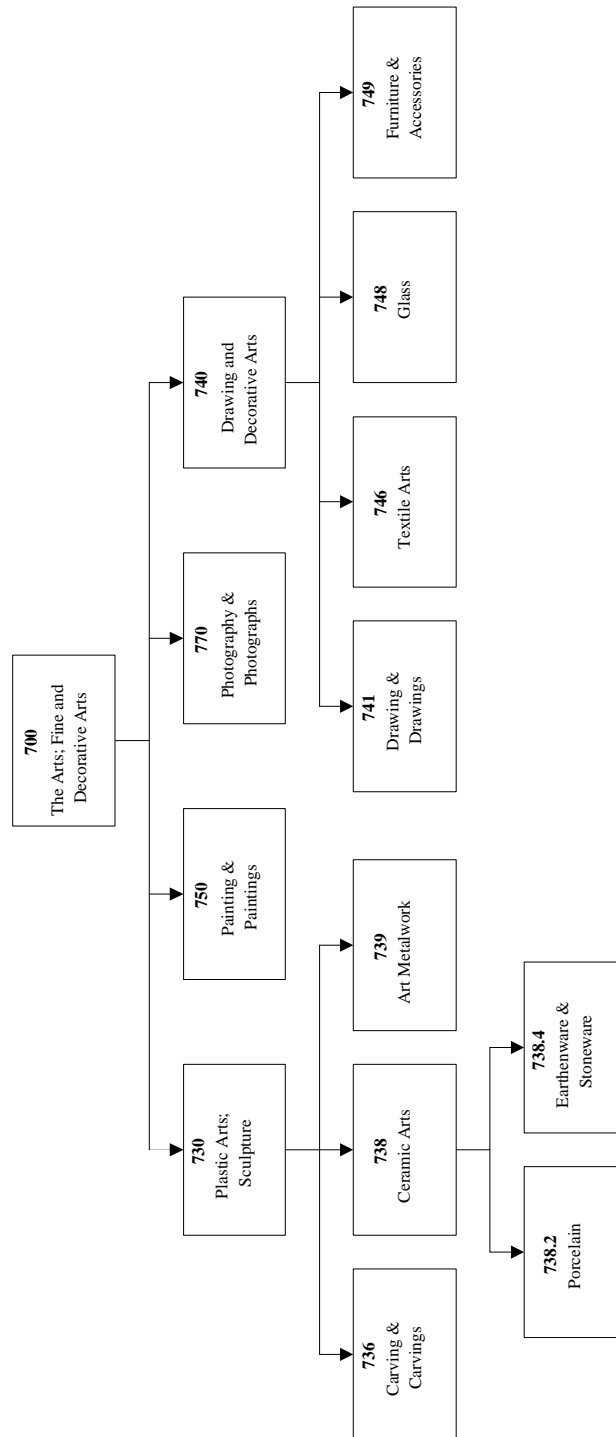 700
The Arts; Fine and
Decorative Arts
730
Plastic Arts;
Sculpture
750
Painting &
Paintings
770
Photography &
Photographs
740
Drawing and
Decorative Arts
736
Carving &
Carvings
738
Ceramic Arts
739
Art Metalwork
741
Drawing &
Drawings
746
Textile Arts
748
Glass
749
Furniture &
Accessories
738.2
Porcelain
738.4
Earthenware &
Stoneware